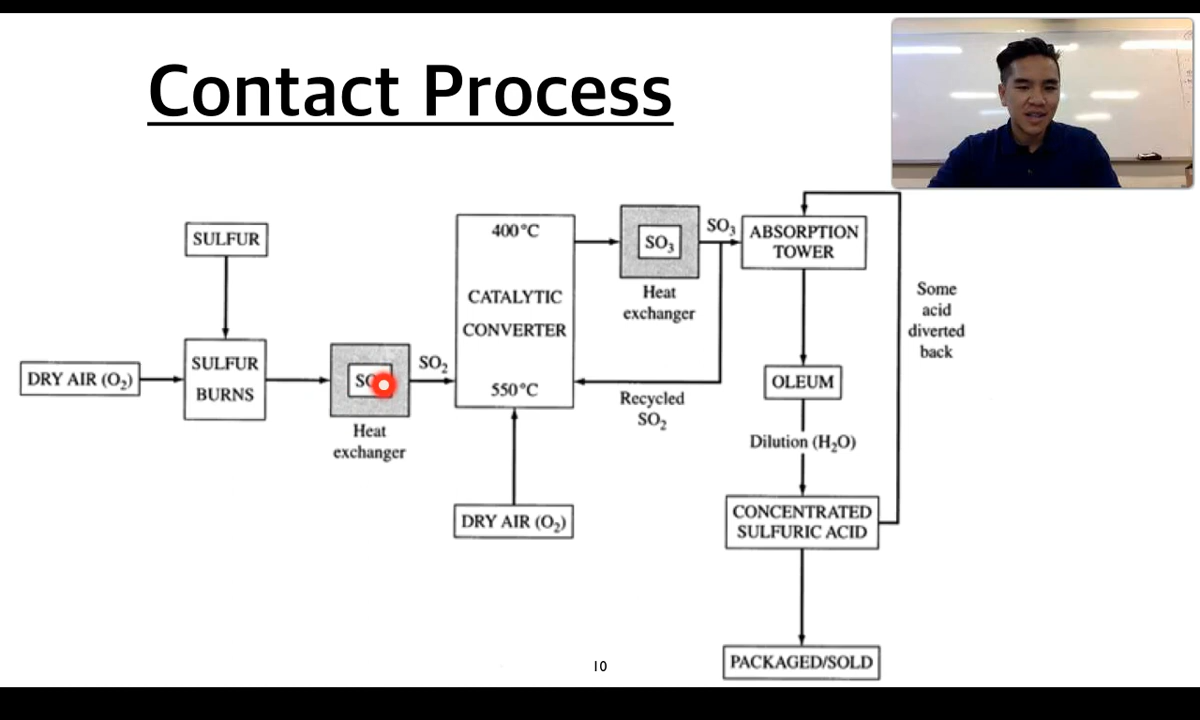 Contact Process
SULFUR
DRY AIR (O₂)
SULFUR
BURNS
Heat
exchanger
SO₂
400°C
CATALYTIC
CONVERTER
550°C
DRY AIR (O₂)
SO₃
Heat
exchanger
SO₃
Recycled
SO₂
ABSORPTION
TOWER
Some
acid
diverted
back
OLEUM
Dilution (H₂O)
CONCENTRATED
SULFURIC ACID
PACKAGED/SOLD
10